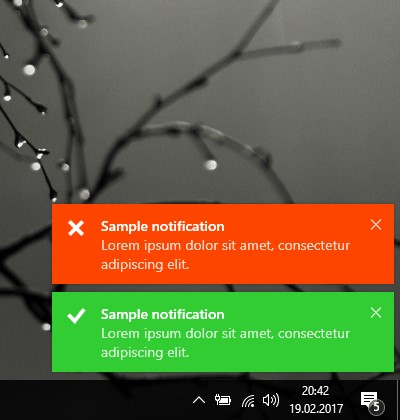 Sample notification
Lorem ipsum dolor sit amet, consectetur
adipiscing elit.
Sample notification
Lorem ipsum dolor sit amet, consectetur
adipiscing elit.
20:42
19.02.2017
5